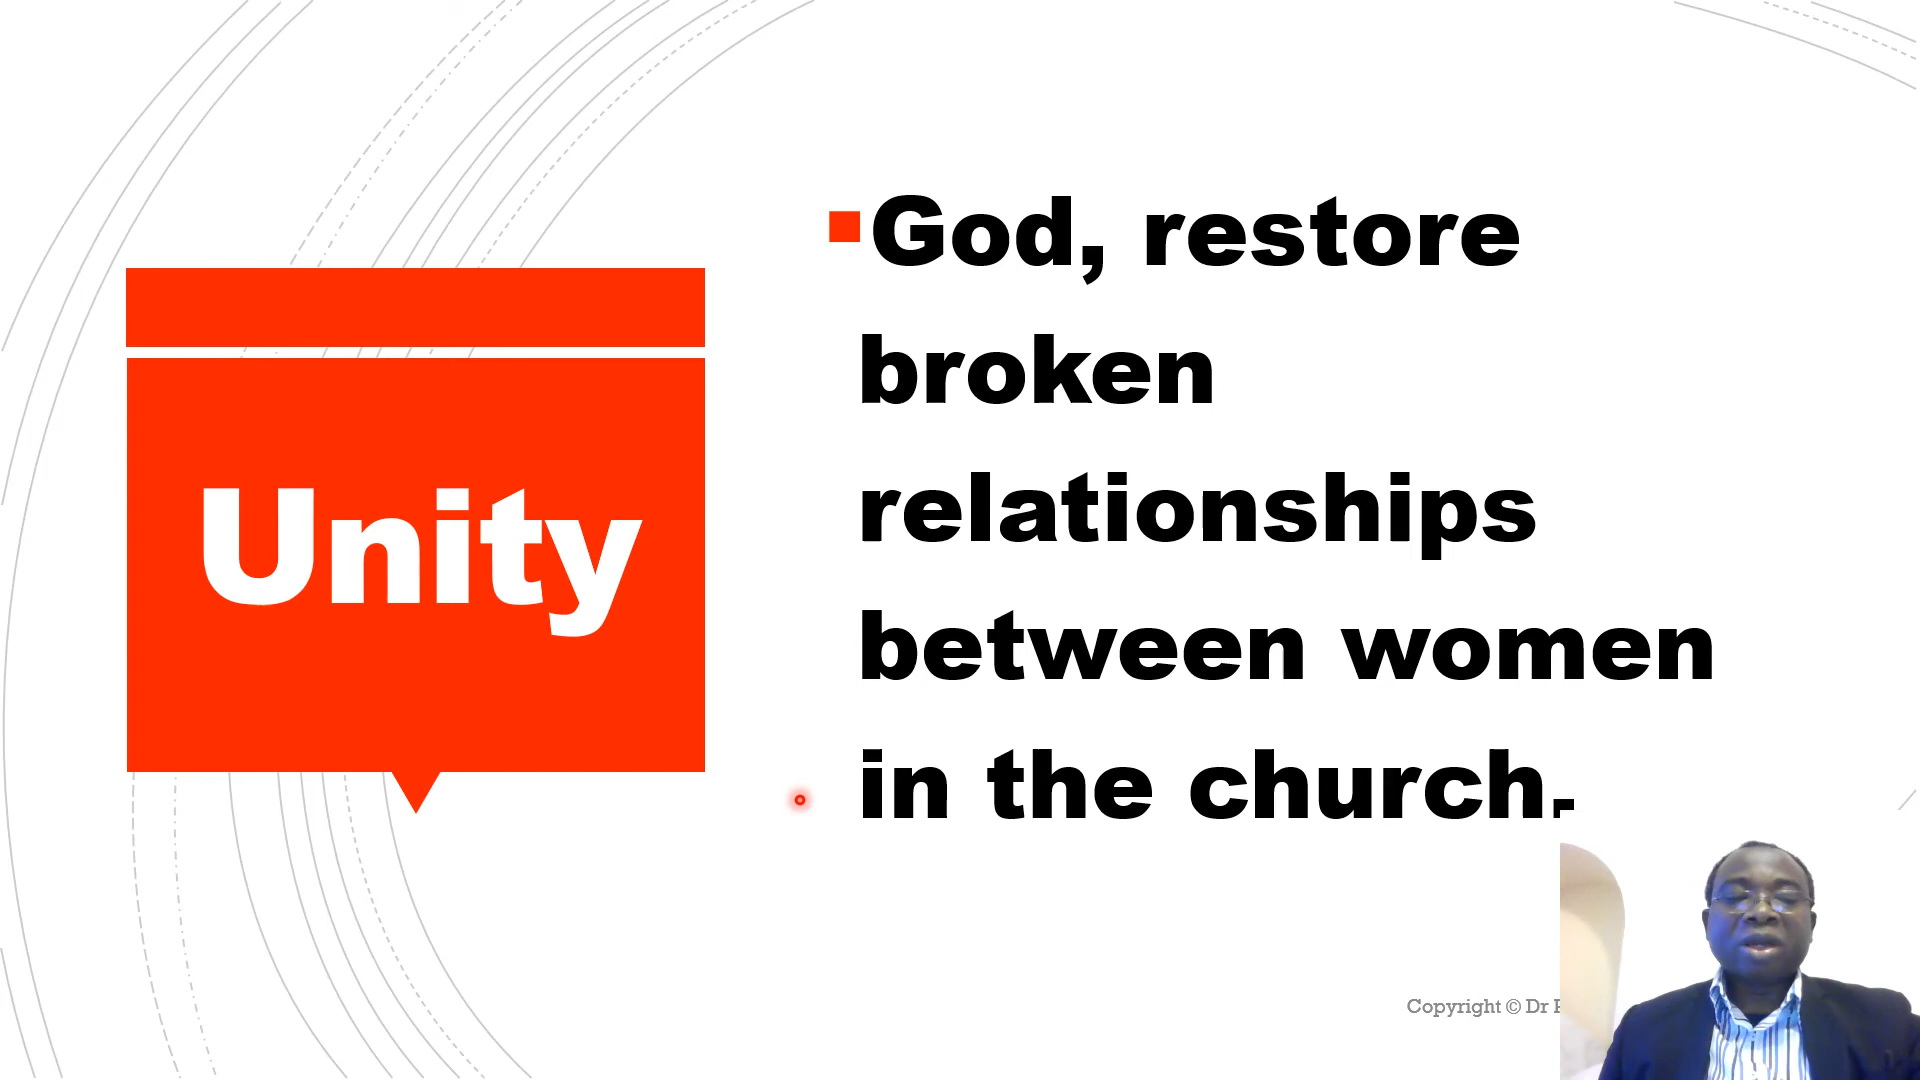 Unity
God, restore
broken
relationships
between women
in the church.
Copyright © Dr